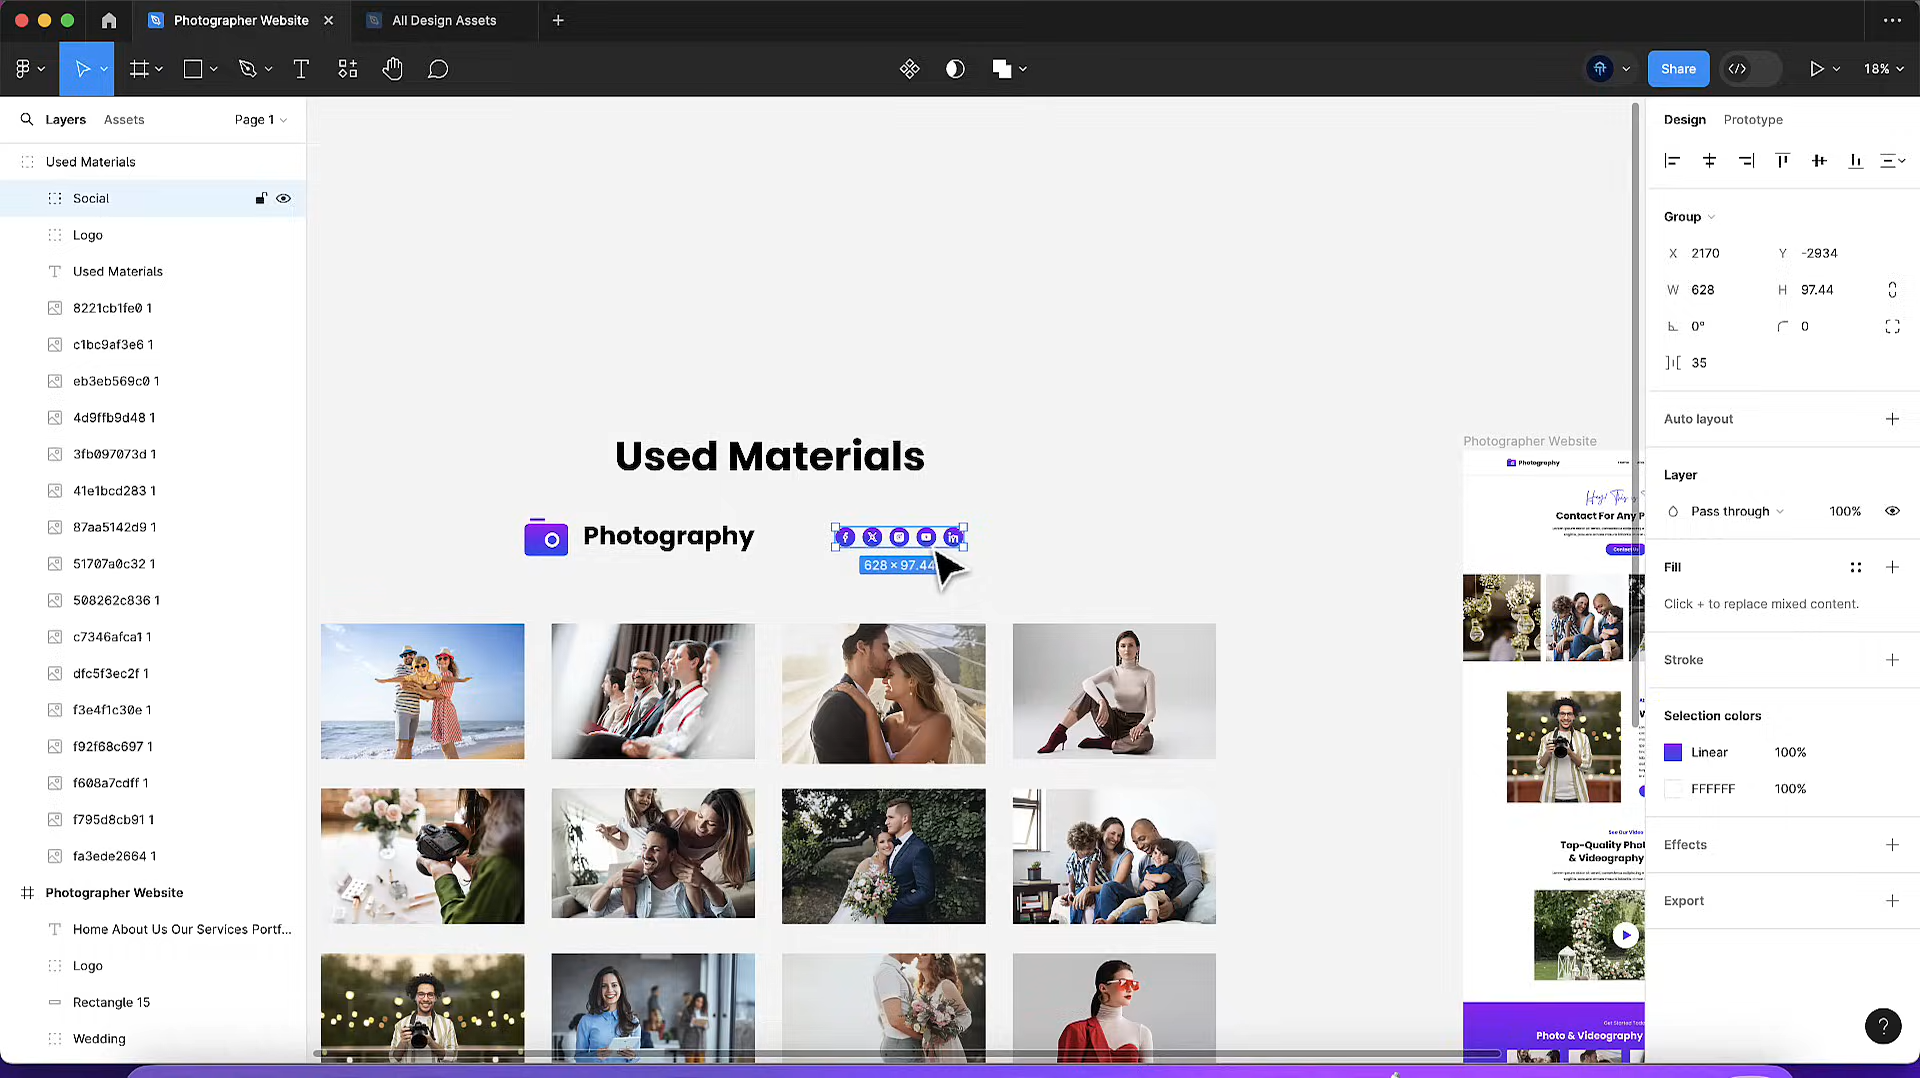 Photographer Website
All Design Assets
Share
18%
Layers
Assets
Page 1
Used Materials
Social
Logo
Used Materials
8221cb1fe0 1
c1bc9af3e6 1
eb3eb569c0 1
4d9ffb9d48 1
3fb097073d 1
41e1bcd283 1
87aa5142d9 1
51707a0c32 1
508262c836 1
c7346afca1 1
dfc5f3ec2f 1
f3e4f1c30e 1
f92f68c697 1
f608a7cdff 1
f795d8cb91 1
fa3ede2664 1
Photographer Website
Home About Us Our Services Portf...
Logo
Rectangle 15
Wedding
Used Materials
Photography
628 × 97.44
Photographer Website
Photography
Hey! This is
Contact For Any P
Contact Us
See Our Video
Top-Quality Phot
& Videography
Get Started Toda
Photo & Videography
Design
Prototype
Group
X 2170 Y -2934
W 628 H 97.44
0° 0
35
Auto layout
Layer
Pass through 100%
Fill
Click + to replace mixed content.
Stroke
Selection colors
Linear 100%
FFFFFF 100%
Effects
Export
?